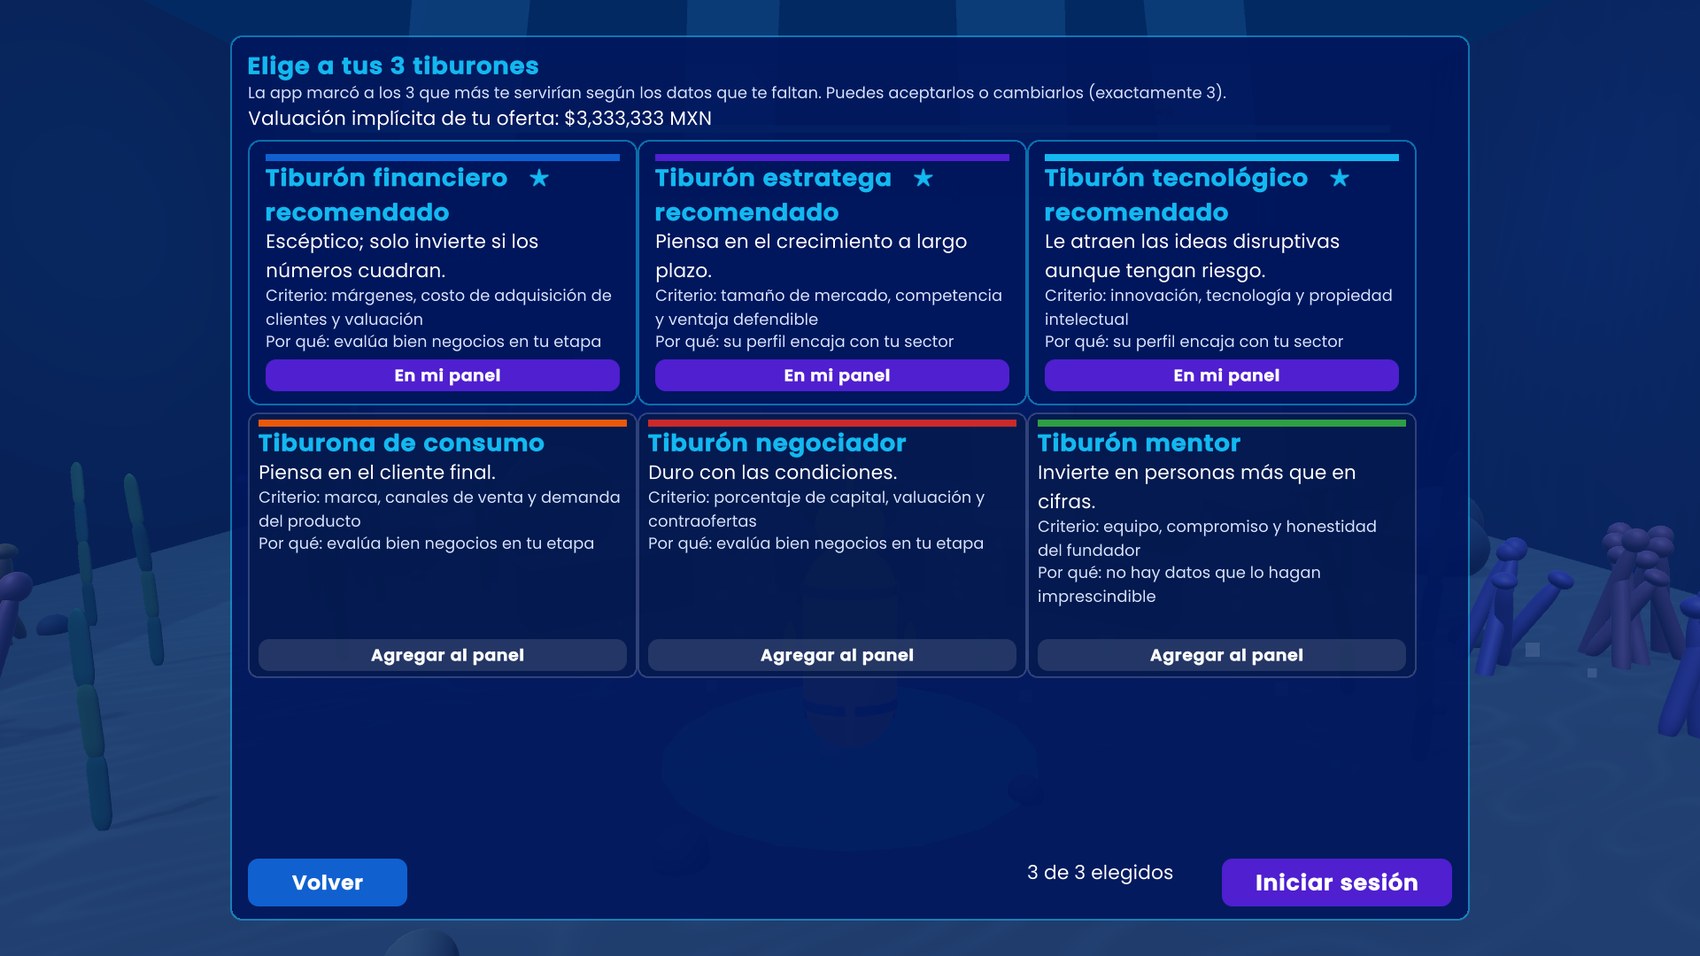 Elige a tus 3 tiburones
La app marcó a los 3 que más te servirían según los datos que te faltan. Puedes aceptarlos o cambiarlos (exactamente 3).
Valuación implícita de tu oferta: $3,333,333 MXN
Tiburón financiero ★
recomendado
Escéptico; solo invierte si los
números cuadran.
Criterio: márgenes, costo de adquisición de
clientes y valuación
Por qué: evalúa bien negocios en tu etapa
En mi panel
Tiburón estratega ★
recomendado
Piensa en el crecimiento a largo
plazo.
Criterio: tamaño de mercado, competencia
y ventaja defendible
Por qué: su perfil encaja con tu sector
En mi panel
Tiburón tecnológico ★
recomendado
Le atraen las ideas disruptivas
aunque tengan riesgo.
Criterio: innovación, tecnología y propiedad
intelectual
Por qué: su perfil encaja con tu sector
En mi panel
Tiburona de consumo
Piensa en el cliente final.
Criterio: marca, canales de venta y demanda
del producto
Por qué: evalúa bien negocios en tu etapa
Agregar al panel
Tiburón negociador
Duro con las condiciones.
Criterio: porcentaje de capital, valuación y
contraofertas
Por qué: evalúa bien negocios en tu etapa
Agregar al panel
Tiburón mentor
Invierte en personas más que en
cifras.
Criterio: equipo, compromiso y honestidad
del fundador
Por qué: no hay datos que lo hagan
imprescindible
Agregar al panel
Volver
3 de 3 elegidos
Iniciar sesión